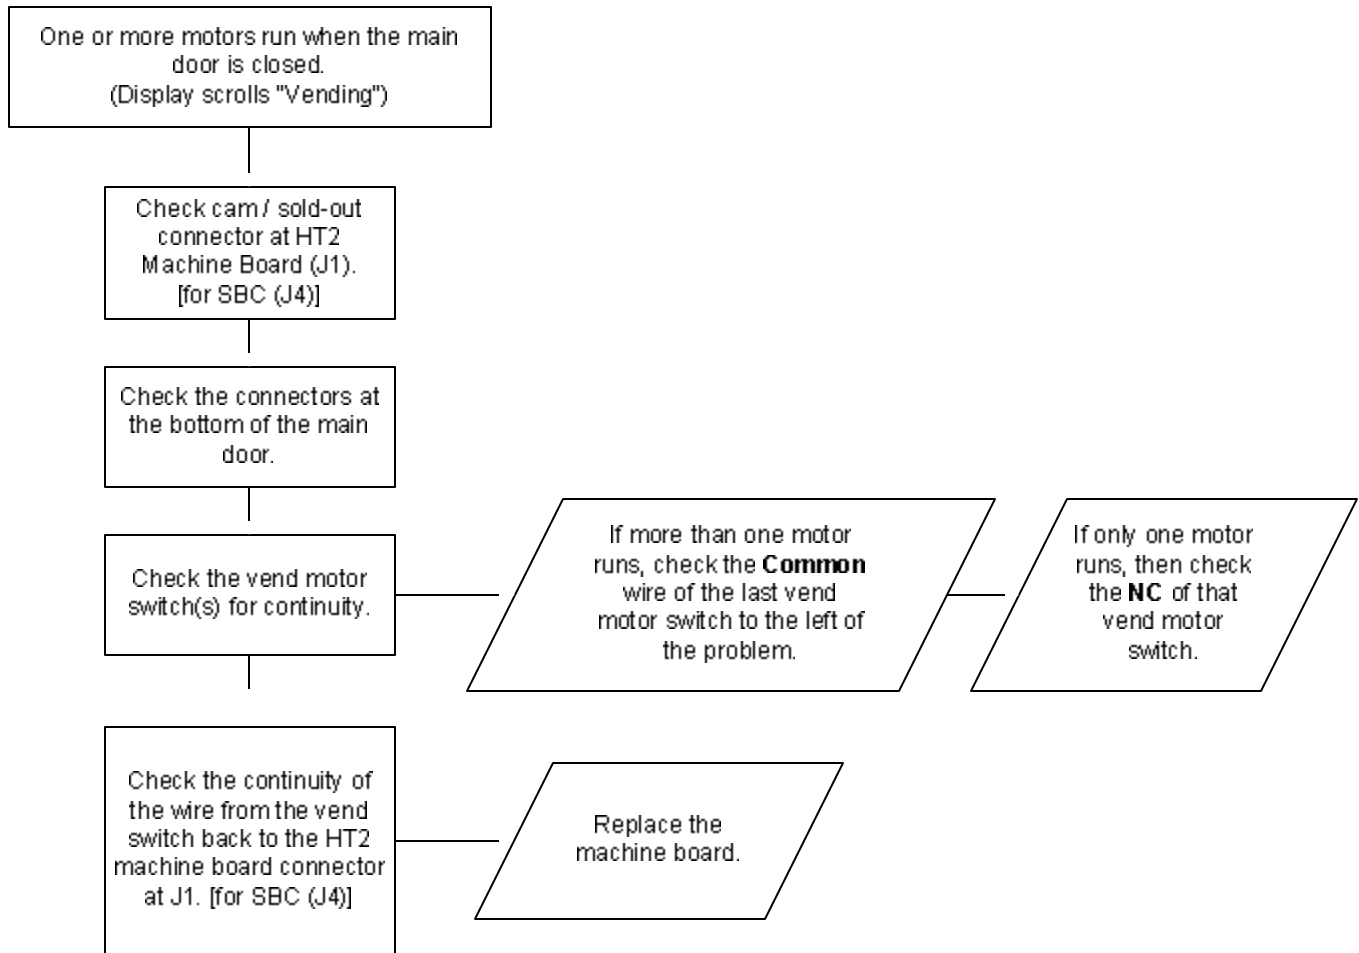 One or more motors run when the main
door is closed.
(Display scrolls "Vending")
Check cam / sold-out
connector at HT2
Machine Board (J1).
[for SBC (J4)]
Check the connectors at
the bottom of the main
door.
Check the vend motor
switch(s) for continuity.
If more than one motor
runs, check the Common
wire of the last vend
motor switch to the left of
the problem.
If only one motor
runs, then check
the NC of that
vend motor
switch.
Check the continuity of
the wire from the vend
switch back to the HT2
machine board connector
at J1. [for SBC (J4)]
Replace the
machine board.